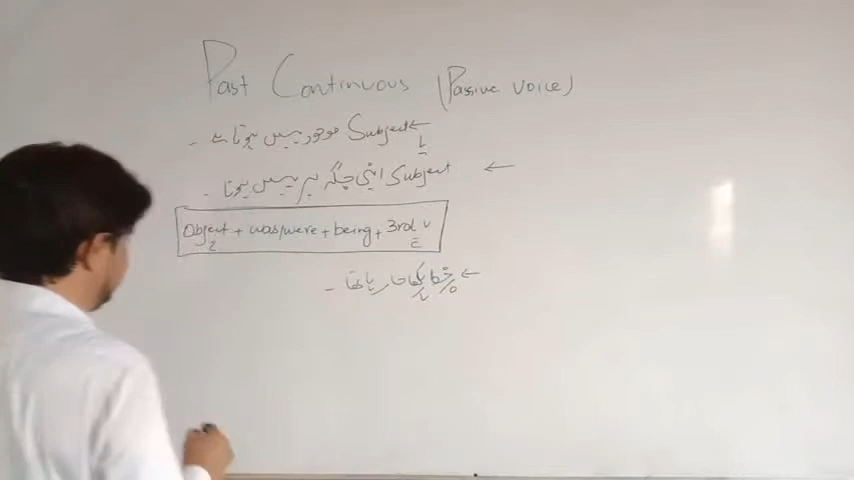 Past Continuous (Passive voice)
← Subject موجود نہیں ہوتا ہے -
یا
← Subject اپنی جگہ پر نہیں ہوتا -
Object + was/were + being + 3rd v
← خط لکھا جا رہا تھا -